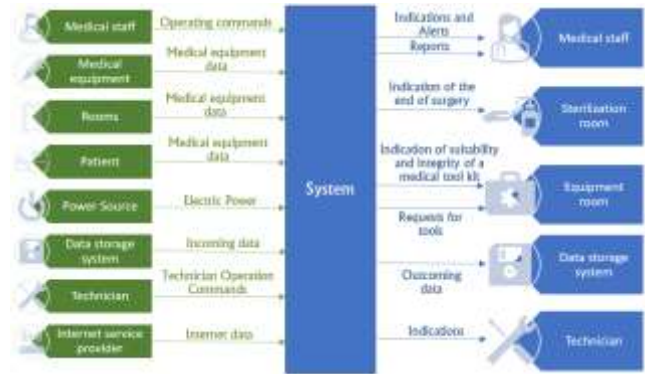 Medical staff
Operating commands
Medical
equipment
Medical equipment
data
Rooms
Medical equipment
data
Patient
Medical equipment
data
Power Source
Electric Power
Data storage
system
Incoming data
Technician
Technician Operation
Commands
Internet service
provider
Internet data
System
Indications and
Alerts
Reports
Medical staff
Indication of the
end of surgery
Sterilization
room
Indication of suitability
and integrity of a
medical tool kit
Requests for
tools
Equipment
room
Outcoming
data
Data storage
system
Indications
Technician